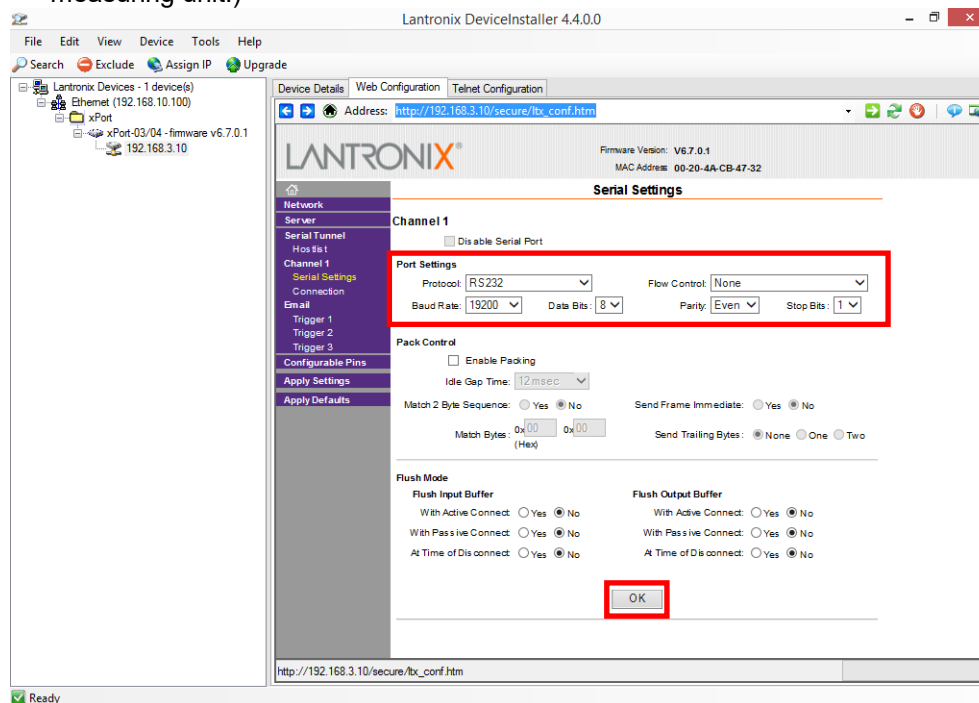 measuring unit.)
Lantronix DeviceInstaller 4.4.0.0
File Edit View Device Tools Help
Search Exclude Assign IP Upgrade
Lantronix Devices - 1 device(s)
Ethernet (192.168.10.100)
xPort
xPort-03/04 - firmware v6.7.0.1
192.168.3.10
Device Details Web Configuration Telnet Configuration
Address: http://192.168.3.10/secure/ltx_conf.htm
LANTRONIX®
Firmware Version: V6.7.0.1
MAC Address: 00-20-4A-CB-47-32
Network
Server
Serial Tunnel
Hostlist
Channel 1
Serial Settings
Connection
Email
Trigger 1
Trigger 2
Trigger 3
Configurable Pins
Apply Settings
Apply Defaults
Serial Settings
Channel 1
Disable Serial Port
Port Settings
Protocol: RS232 Flow Control: None
Baud Rate: 19200 Data Bits: 8 Parity: Even Stop Bits: 1
Pack Control
Enable Packing
Idle Gap Time: 12 msec
Match 2 Byte Sequence: Yes No Send Frame Immediate: Yes No
Match Bytes: 0x 00 0x 00 Send Trailing Bytes: None One Two
(Hex)
Flush Mode
Flush Input Buffer Flush Output Buffer
With Active Connect: Yes No With Active Connect: Yes No
With Passive Connect: Yes No With Passive Connect: Yes No
At Time of Disconnect: Yes No At Time of Disconnect: Yes No
OK
http://192.168.3.10/secure/ltx_conf.htm
Ready